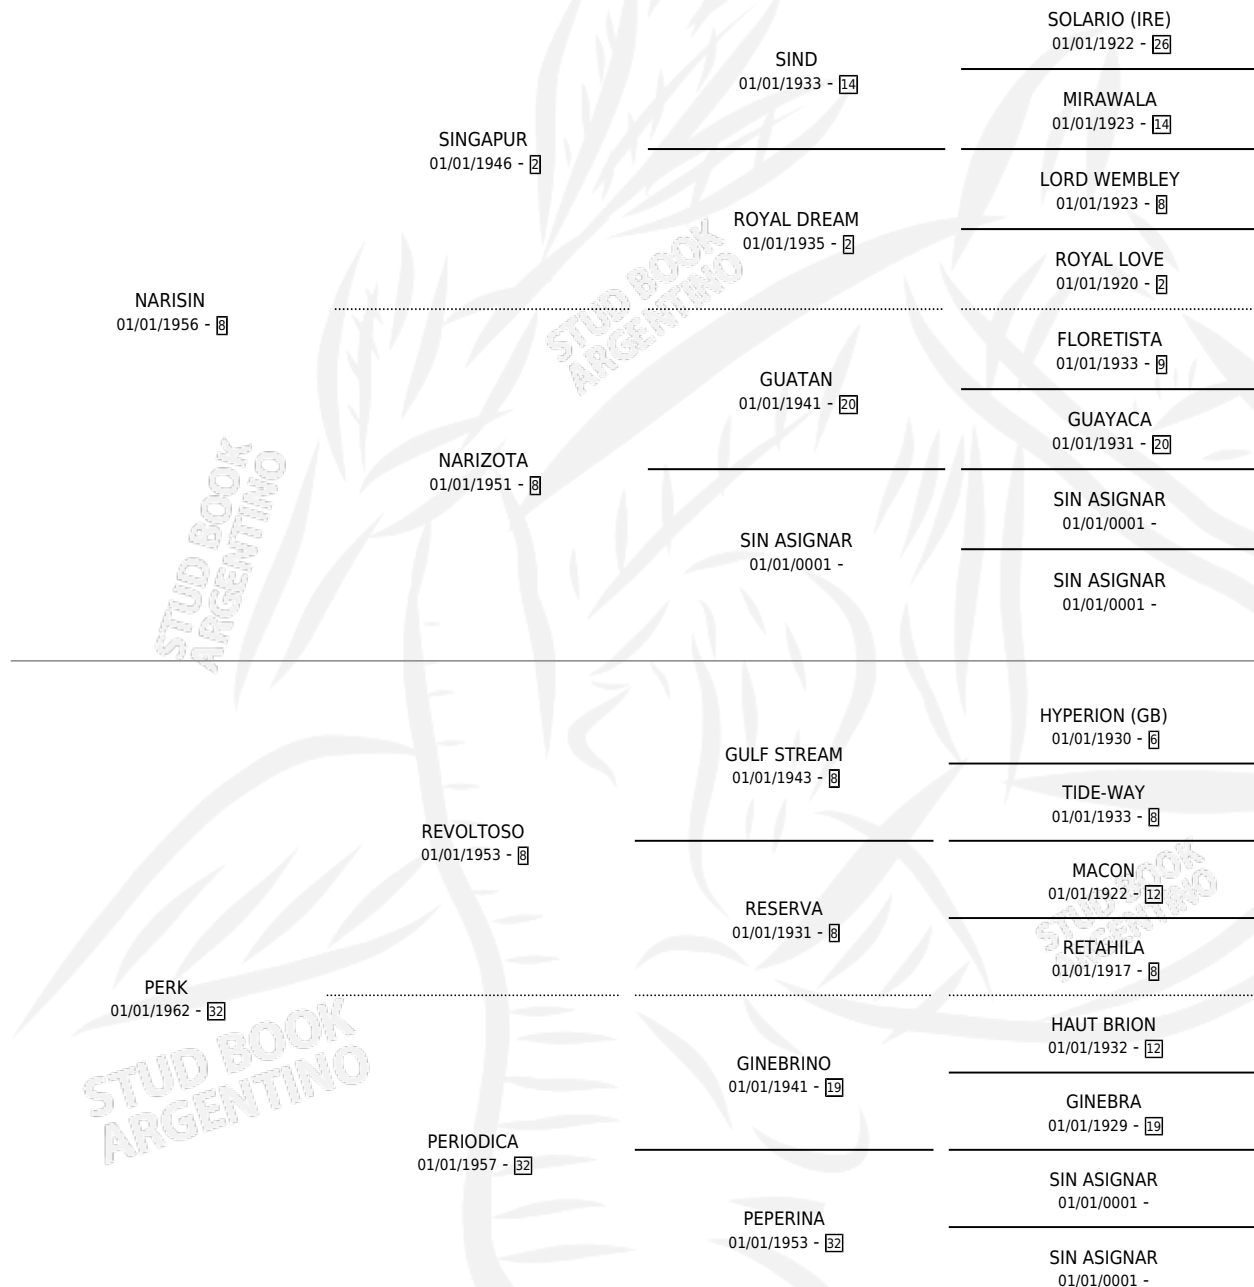 SOLARIO (IRE)
01/01/1922 - 26
SIND
01/01/1933 - 14
MIRAWALA
01/01/1923 - 14
SINGAPUR
01/01/1946 - 2
LORD WEMBLEY
01/01/1923 - 8
ROYAL DREAM
01/01/1935 - 2
ROYAL LOVE
01/01/1920 - 2
NARISIN
01/01/1956 - 8
FLORETISTA
01/01/1933 - 9
GUATAN
01/01/1941 - 20
GUAYACA
01/01/1931 - 20
NARIZOTA
01/01/1951 - 8
SIN ASIGNAR
01/01/0001 -
SIN ASIGNAR
01/01/0001 -
SIN ASIGNAR
01/01/0001 -
HYPERION (GB)
01/01/1930 - 6
GULF STREAM
01/01/1943 - 8
TIDE-WAY
01/01/1933 - 8
REVOLTOSO
01/01/1953 - 8
MACON
01/01/1922 - 12
RESERVA
01/01/1931 - 8
RETAHILA
01/01/1917 - 8
PERK
01/01/1962 - 32
HAUT BRION
01/01/1932 - 12
GINEBRINO
01/01/1941 - 19
GINEBRA
01/01/1929 - 19
PERIODICA
01/01/1957 - 32
SIN ASIGNAR
01/01/0001 -
PEPERINA
01/01/1953 - 32
SIN ASIGNAR
01/01/0001 -
STUD BOOK
ARGENTINO
STUD BOOK
ARGENTINO
STUD BOOK
ARGENTINO
STUD BOOK
ARGENTINO